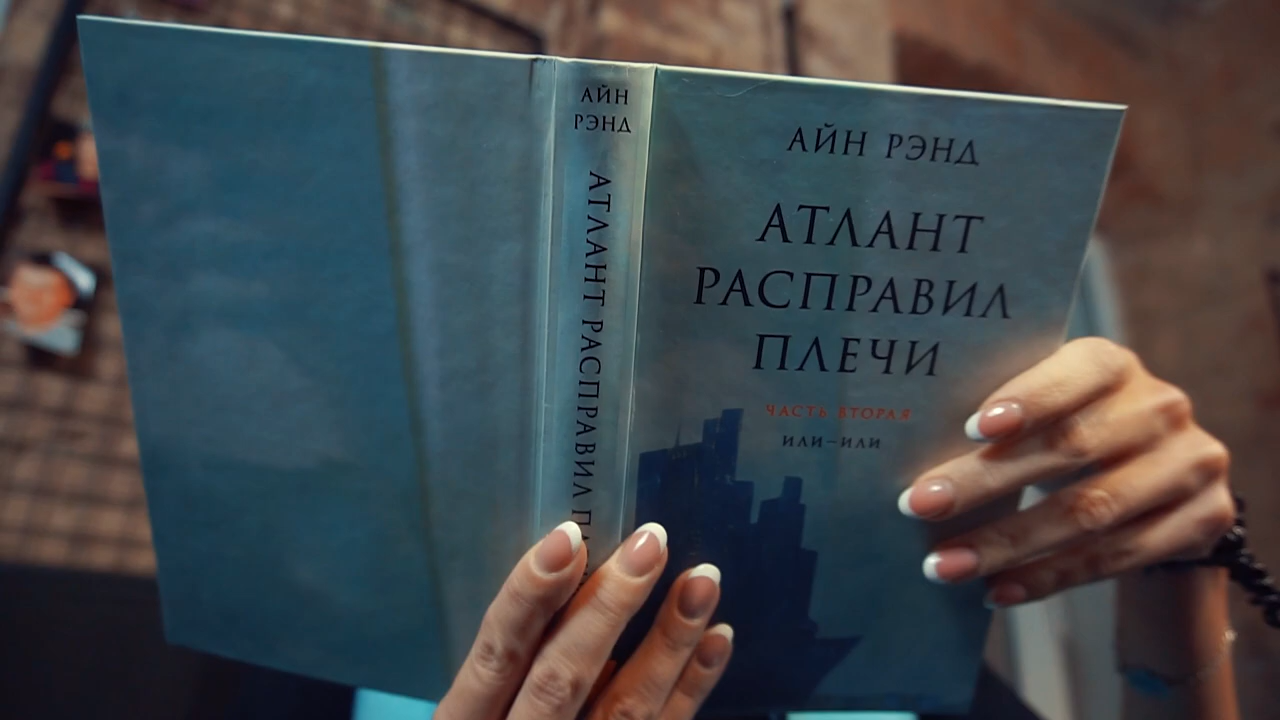 АЙН
РЭНД
АТЛАНТ РАСПРАВИЛ
АЙН РЭНД
АТЛАНТ
РАСПРАВИЛ
ПЛЕЧИ
ЧАСТЬ ВТОРАЯ
ИЛИ–ИЛИ